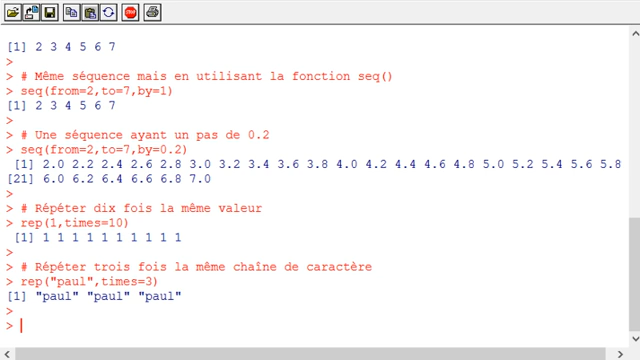 [1] 2 3 4 5 6 7
>
> # Même séquence mais en utilisant la fonction seq()
> seq(from=2,to=7,by=1)
[1] 2 3 4 5 6 7
>
> # Une séquence ayant un pas de 0.2
> seq(from=2,to=7,by=0.2)
[1] 2.0 2.2 2.4 2.6 2.8 3.0 3.2 3.4 3.6 3.8 4.0 4.2 4.4 4.6 4.8 5.0 5.2 5.4 5.6 5.8
[21] 6.0 6.2 6.4 6.6 6.8 7.0
>
> # Répéter dix fois la même valeur
> rep(1,times=10)
[1] 1 1 1 1 1 1 1 1 1 1
>
> # Répéter trois fois la même chaîne de caractère
> rep("paul",times=3)
[1] "paul" "paul" "paul"
>
>